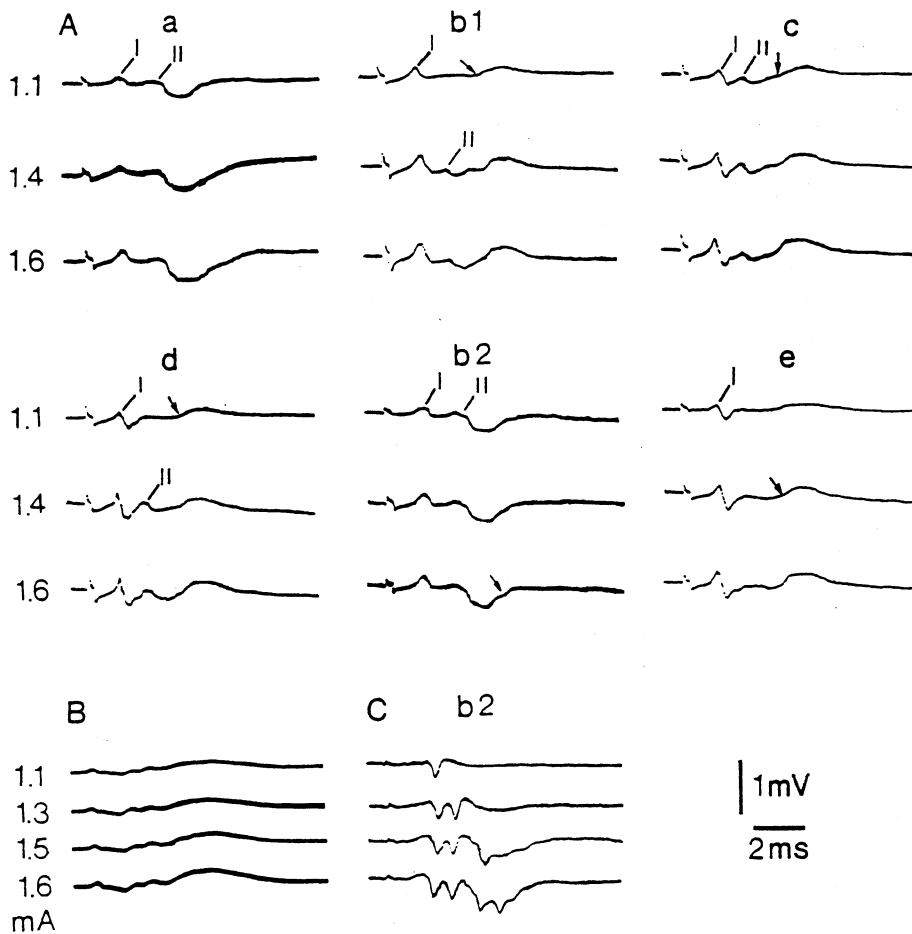 A a b1 c
I II I I II
1.1
II
1.4
1.6
d b2 e
I I II I
1.1
II
1.4
1.6
B C b2
1.1
1.3
1mV
1.5
2ms
1.6
mA